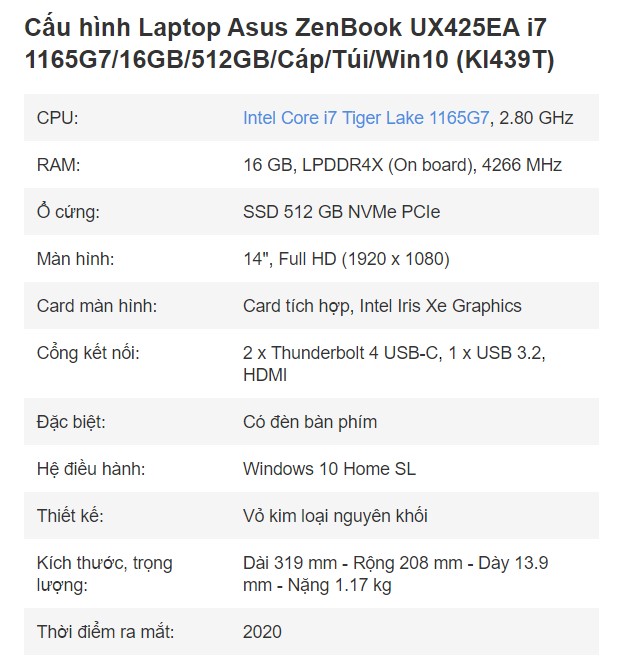 Cấu hình Laptop Asus ZenBook UX425EA i7
1165G7/16GB/512GB/Cáp/Túi/Win10 (KI439T)
CPU: Intel Core i7 Tiger Lake 1165G7, 2.80 GHz
RAM: 16 GB, LPDDR4X (On board), 4266 MHz
Ổ cứng: SSD 512 GB NVMe PCIe
Màn hình: 14", Full HD (1920 x 1080)
Card màn hình: Card tích hợp, Intel Iris Xe Graphics
Cổng kết nối: 2 x Thunderbolt 4 USB-C, 1 x USB 3.2,
HDMI
Đặc biệt: Có đèn bàn phím
Hệ điều hành: Windows 10 Home SL
Thiết kế: Vỏ kim loại nguyên khối
Kích thước, trọng Dài 319 mm - Rộng 208 mm - Dày 13.9
lượng: mm - Nặng 1.17 kg
Thời điểm ra mắt: 2020